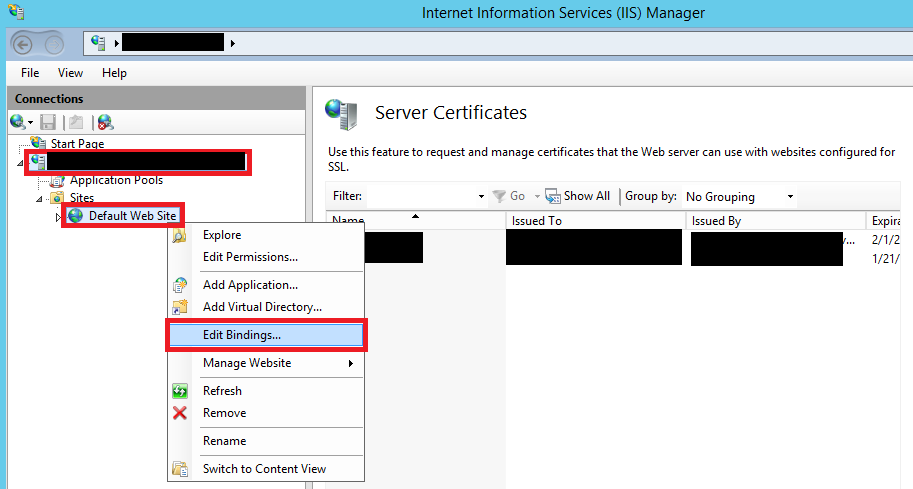 Internet Information Services (IIS) Manager
File View Help
Connections
Start Page
Application Pools
Sites
Default Web Site
Explore
Edit Permissions...
Add Application...
Add Virtual Directory...
Edit Bindings...
Manage Website
Refresh
Remove
Rename
Switch to Content View
Server Certificates
Use this feature to request and manage certificates that the Web server can use with websites configured for
SSL.
Filter: Go Show All Group by: No Grouping
Name Issued To Issued By Expira
2/1/2
1/21/